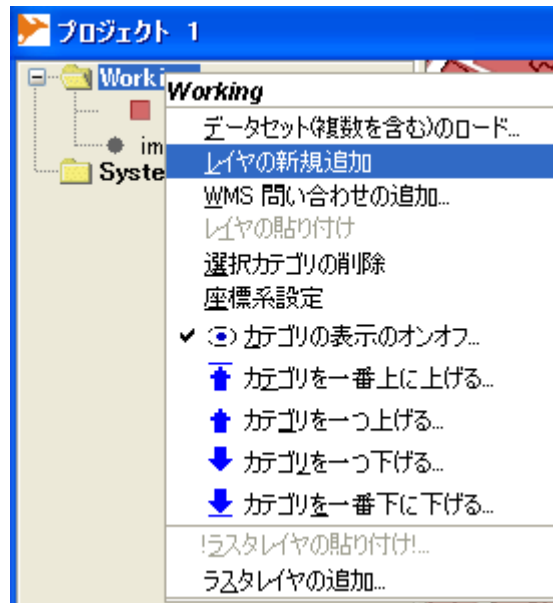 プロジェクト 1
Worki
Working
im
Syste
データセット(複数を含む)のロード...
レイヤの新規追加
WMS 問い合わせの追加...
レイヤの貼り付け
選択カテゴリの削除
座標系設定
カテゴリの表示のオンオフ...
カテゴリを一番上に上げる...
カテゴリを一つ上げる...
カテゴリを一つ下げる...
カテゴリを一番下に下げる...
!ラスタレイヤの貼り付け!...
ラスタレイヤの追加...